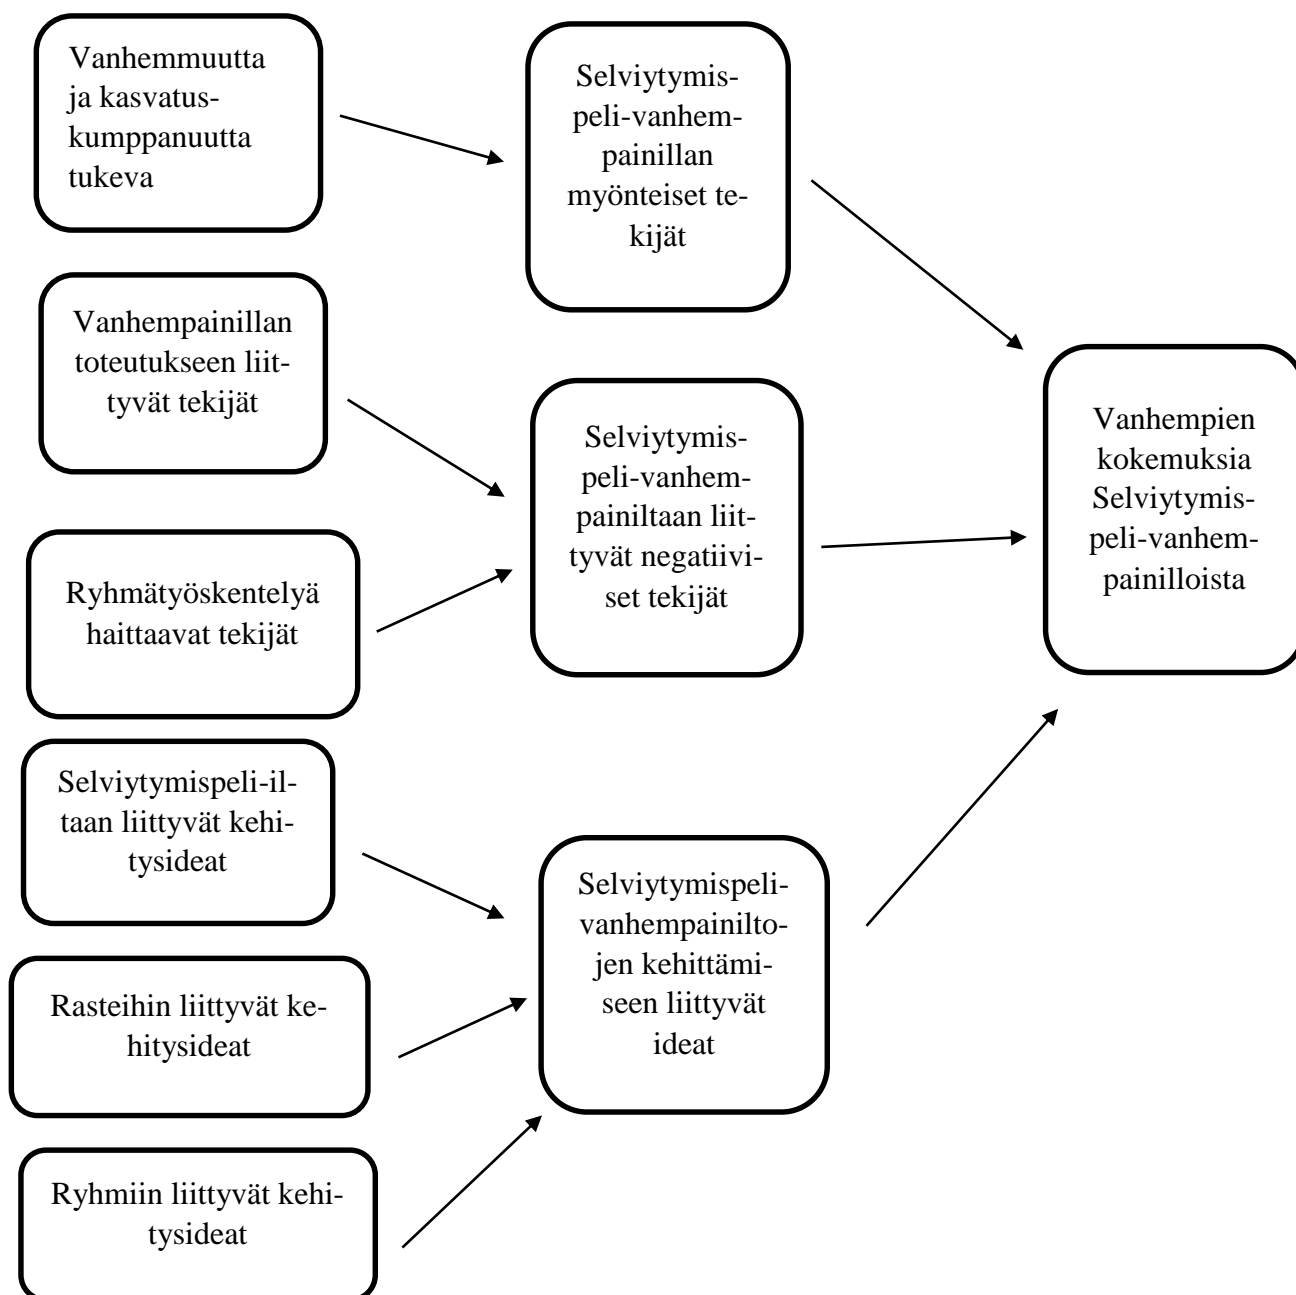 Vanhemmuutta
ja kasvatus-
kumppanuutta
tukeva
Vanhempainillan
toteutukseen liit-
tyvät tekijät
Ryhmätyöskentelyä
haittaavat tekijät
Selviytymispeli-il-
taan liittyvät kehi-
tysideat
Rasteihin liittyvät ke-
hitysideat
Ryhmiin liittyvät kehi-
tysideat
Selviytymis-
peli-vanhem-
painillan
myönteiset te-
kijät
Selviytymis-
peli-vanhem-
painiltaan liit-
tyvät negatiivi-
set tekijät
Selviytymispeli-
vanhempainilto-
jen kehittämi-
seen liittyvät
ideat
Vanhempien
kokemuksia
Selviytymis-
peli-vanhem-
painilloista